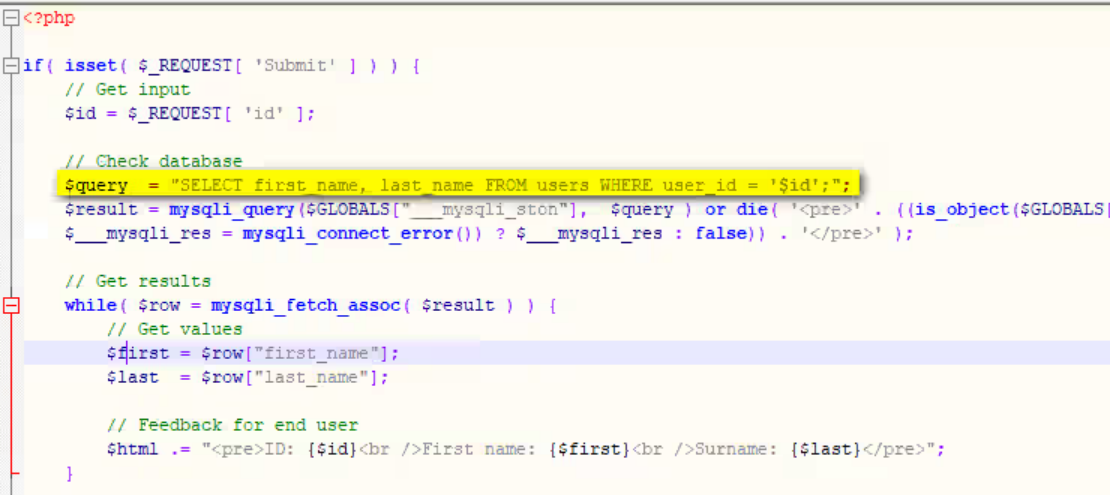 <?php
if( isset( $_REQUEST[ 'Submit' ] ) ) {
// Get input
$id = $_REQUEST[ 'id' ];
// Check database
$query  = "SELECT first_name, last_name FROM users WHERE user_id = '$id';";
$result = mysqli_query($GLOBALS["___mysqli_ston"],  $query ) or die( '<pre>' . ((is_object($GLOBALS[
$___mysqli_res = mysqli_connect_error()) ? $___mysqli_res : false)) . '</pre>' );
// Get results
while( $row = mysqli_fetch_assoc( $result ) ) {
// Get values
$first = $row["first_name"];
$last  = $row["last_name"];
// Feedback for end user
$html .= "<pre>ID: {$id}<br />First name: {$first}<br />Surname: {$last}</pre>";
}